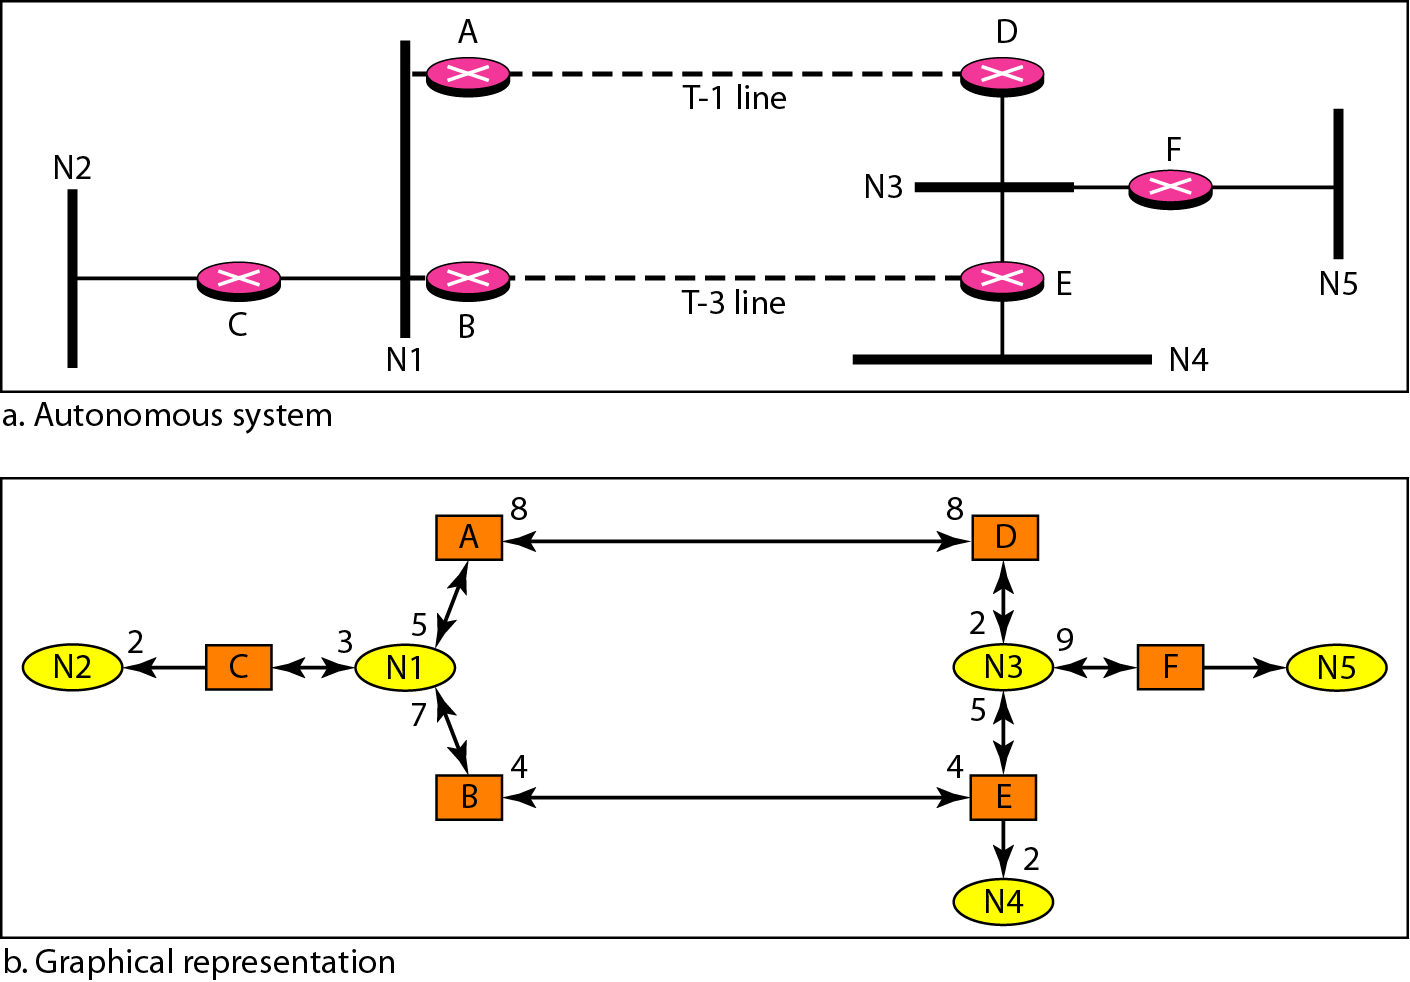 A
D
T-1 line
F
N2
N3
N5
E
T-3 line
C
B
N1
N4
a. Autonomous system
8
8
A
D
5
2
9
2
3
N2
C
N1
N3
F
N5
7
5
4
4
B
E
2
N4
b. Graphical representation